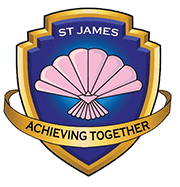 ST JAMES
ACHIEVING TOGETHER